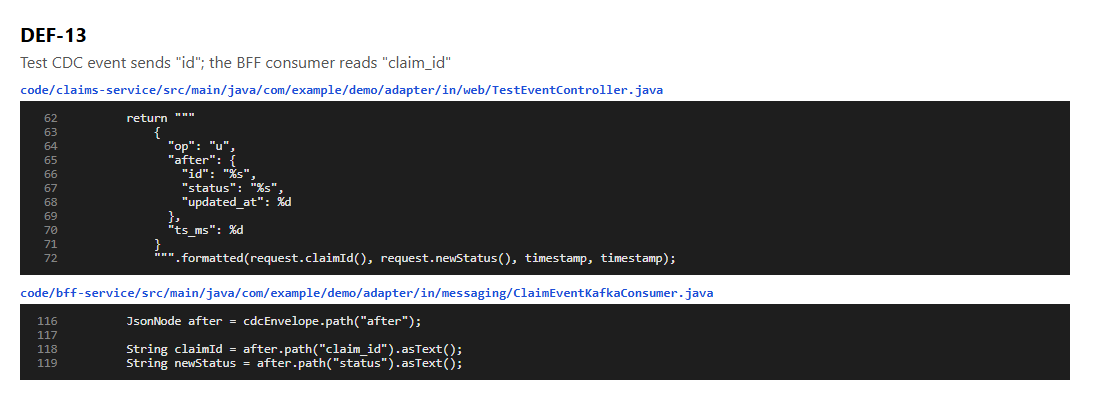 DEF-13
Test CDC event sends "id"; the BFF consumer reads "claim_id"
code/claims-service/src/main/java/com/example/demo/adapter/in/web/TestEventController.java
62        return """
63            {
64              "op": "u",
65              "after": {
66                "id": "%s",
67                "status": "%s",
68                "updated_at": %d
69              },
70              "ts_ms": %d
71            }
72            """.formatted(request.claimId(), request.newStatus(), timestamp, timestamp);
code/bff-service/src/main/java/com/example/demo/adapter/in/messaging/ClaimEventKafkaConsumer.java
116        JsonNode after = cdcEnvelope.path("after");
117
118        String claimId = after.path("claim_id").asText();
119        String newStatus = after.path("status").asText();